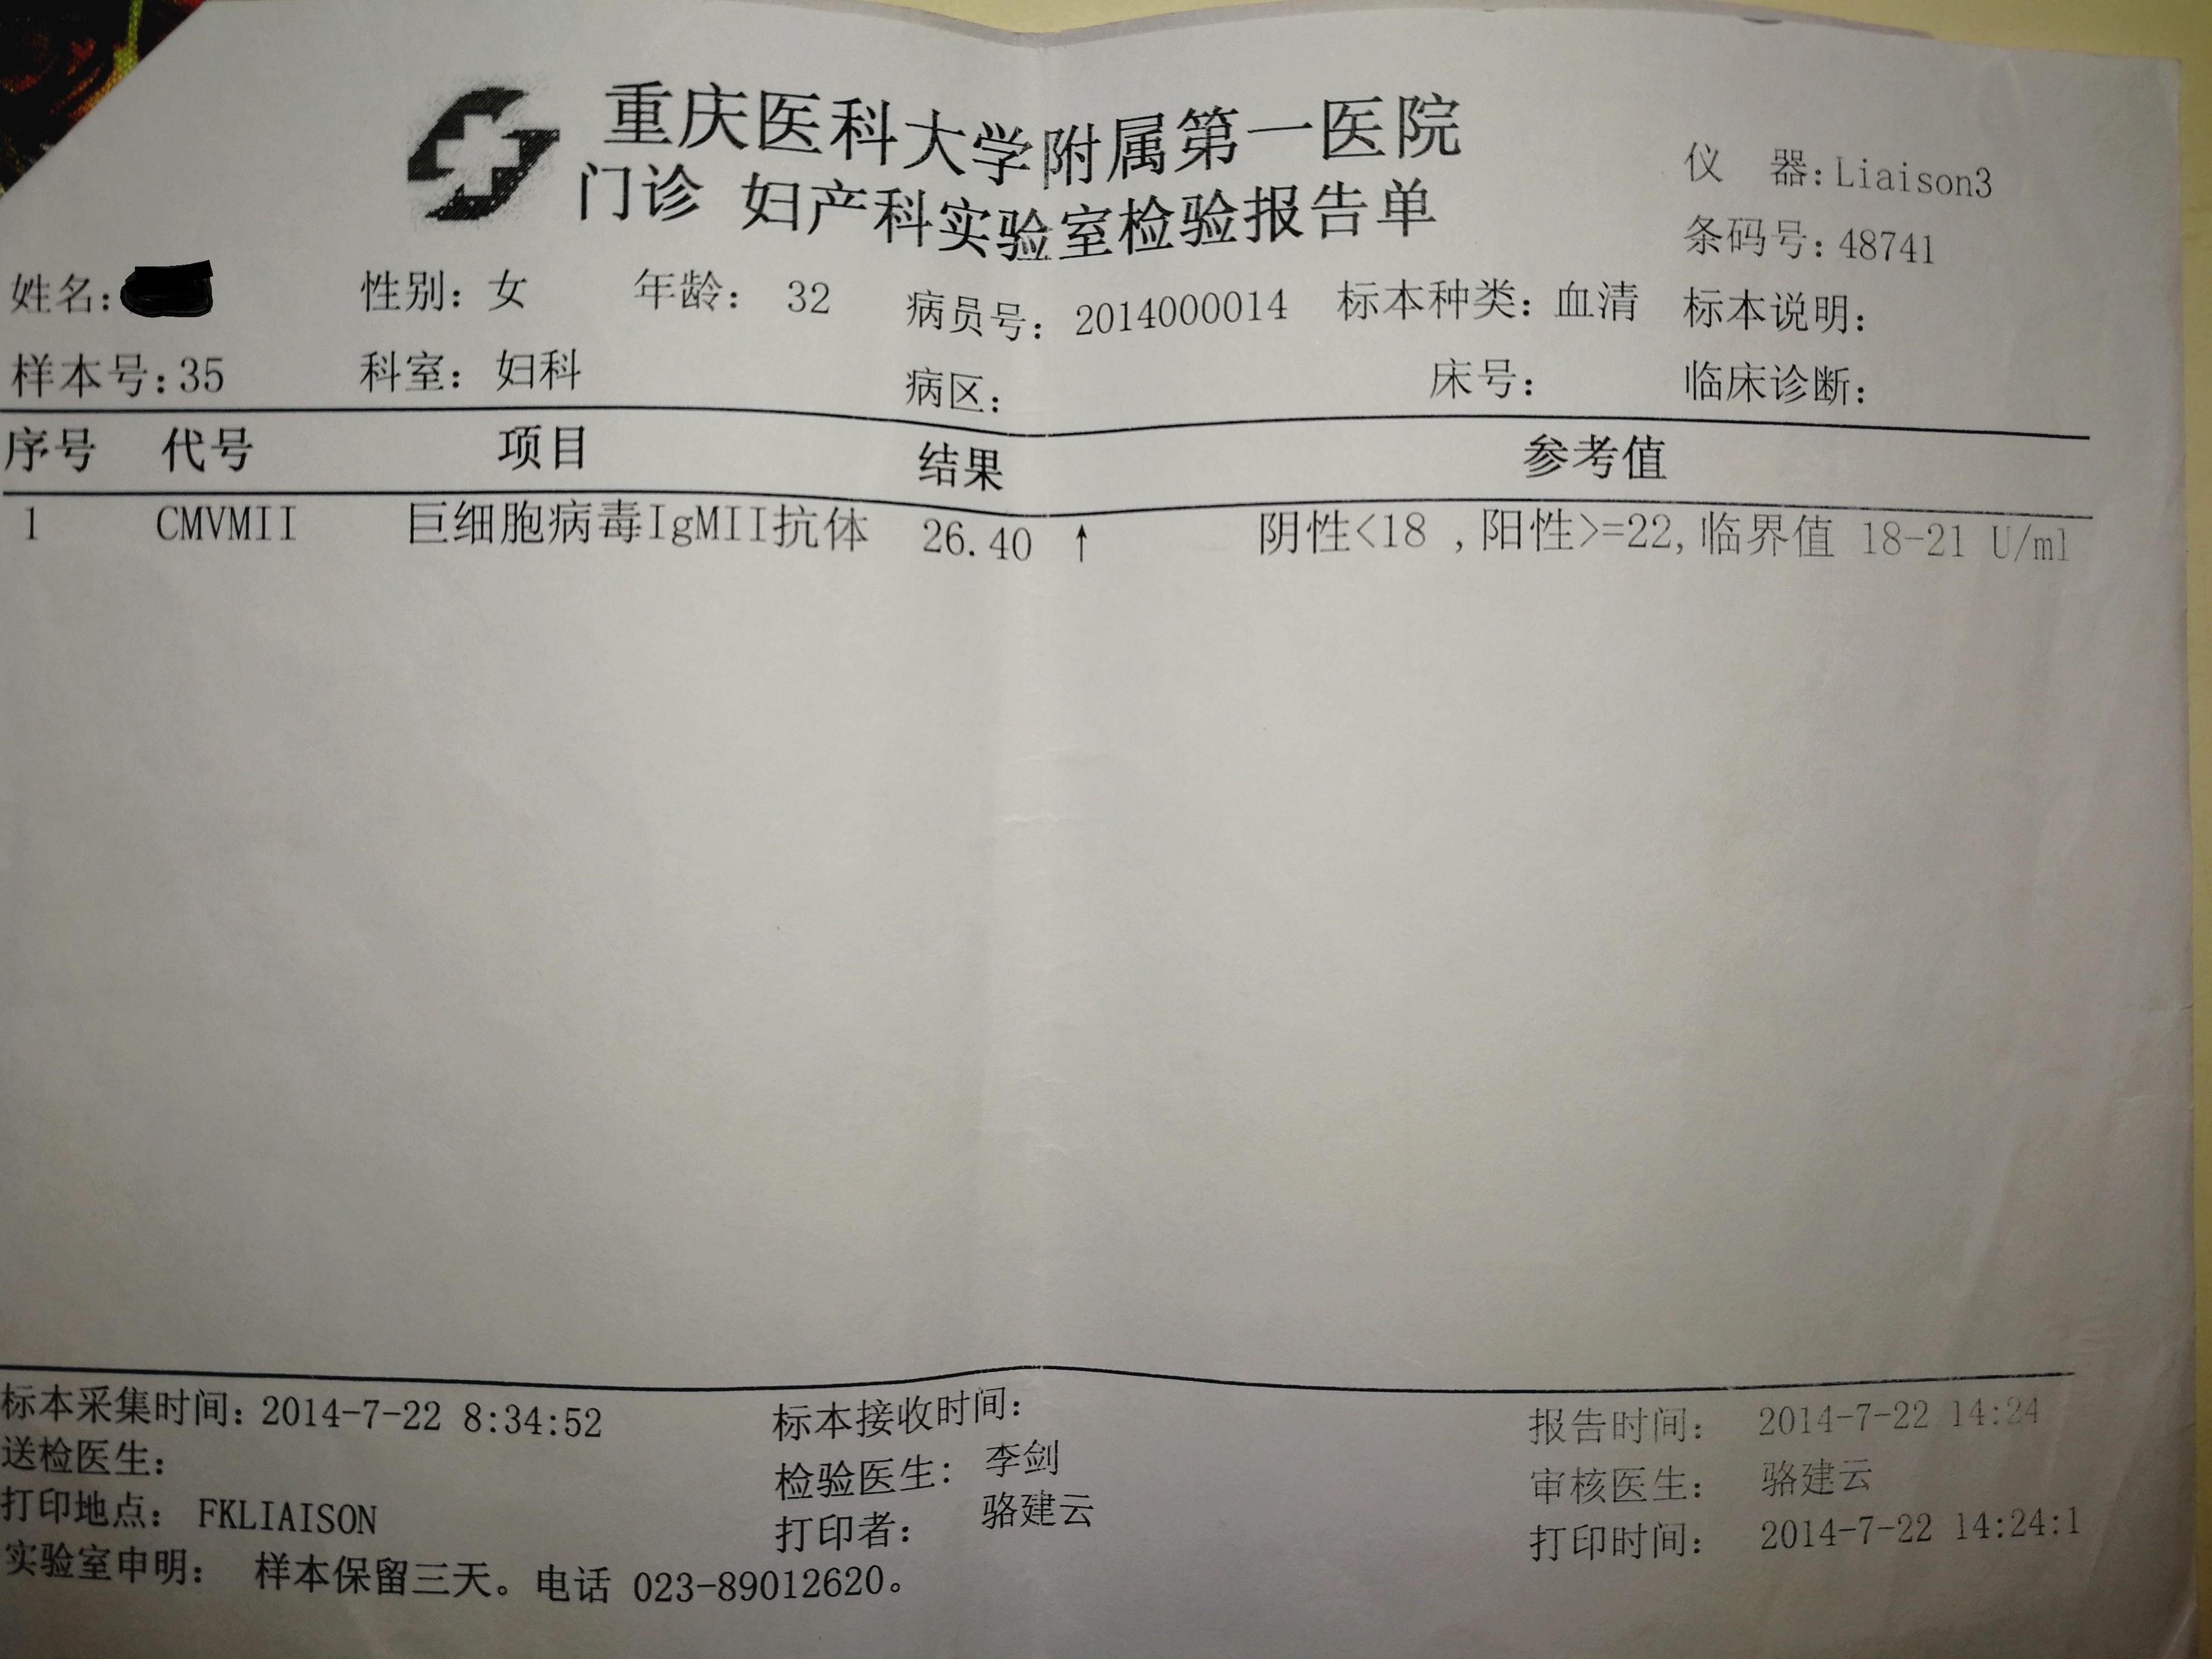 重庆医科大学附属第一医院
门诊 妇产科实验室检验报告单
仪 器:Liaison3
条码号:48741
姓名: 性别: 女 年龄: 32 病员号: 2014000014 标本种类: 血清 标本说明:
样本号:35 科室: 妇科 病区: 床号: 临床诊断:
序号 代号 项目 结果 参考值
1 CMVMII 巨细胞病毒IgMII抗体 26.40 ↑ 阴性<18 ,阳性>=22,临界值 18-21 U/ml
标本采集时间: 2014-7-22 8:34:52 标本接收时间: 报告时间: 2014-7-22 14:24
送检医生: 检验医生: 李剑 审核医生: 骆建云
打印地点: FKLIAISON 打印者: 骆建云 打印时间: 2014-7-22 14:24:1
实验室申明: 样本保留三天。电话 023-89012620。